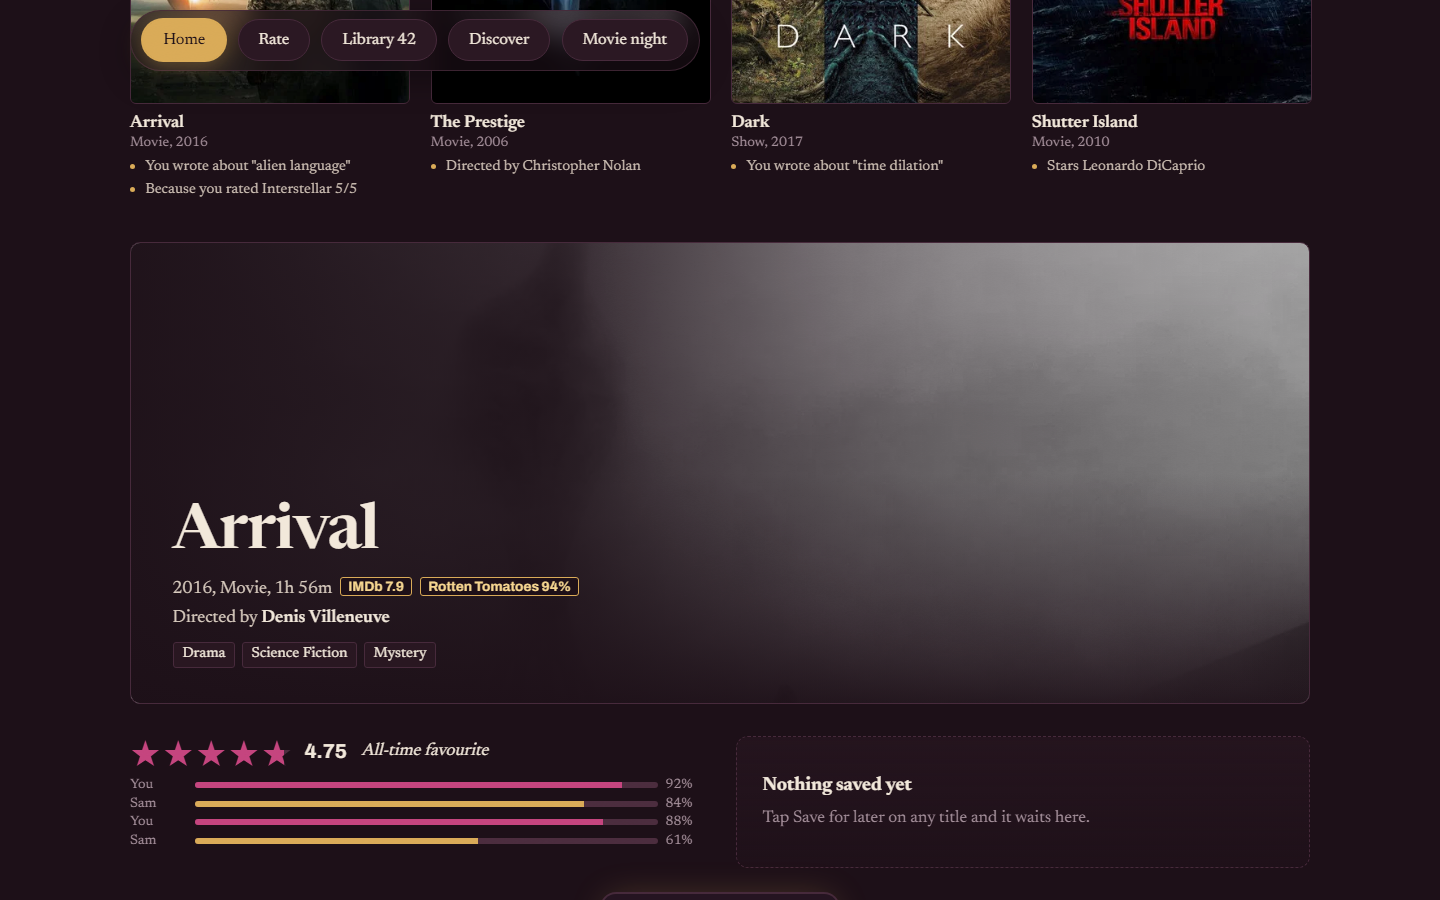 Home Rate Library 42 Discover Movie night
DARK
SHUTTER
ISLAND
Arrival
Movie, 2016
You wrote about "alien language"
Because you rated Interstellar 5/5
The Prestige
Movie, 2006
Directed by Christopher Nolan
Dark
Show, 2017
You wrote about "time dilation"
Shutter Island
Movie, 2010
Stars Leonardo DiCaprio
Arrival
2016, Movie, 1h 56m IMDb 7.9 Rotten Tomatoes 94%
Directed by Denis Villeneuve
Drama Science Fiction Mystery
4.75 All-time favourite
You 92%
Sam 84%
You 88%
Sam 61%
Nothing saved yet
Tap Save for later on any title and it waits here.